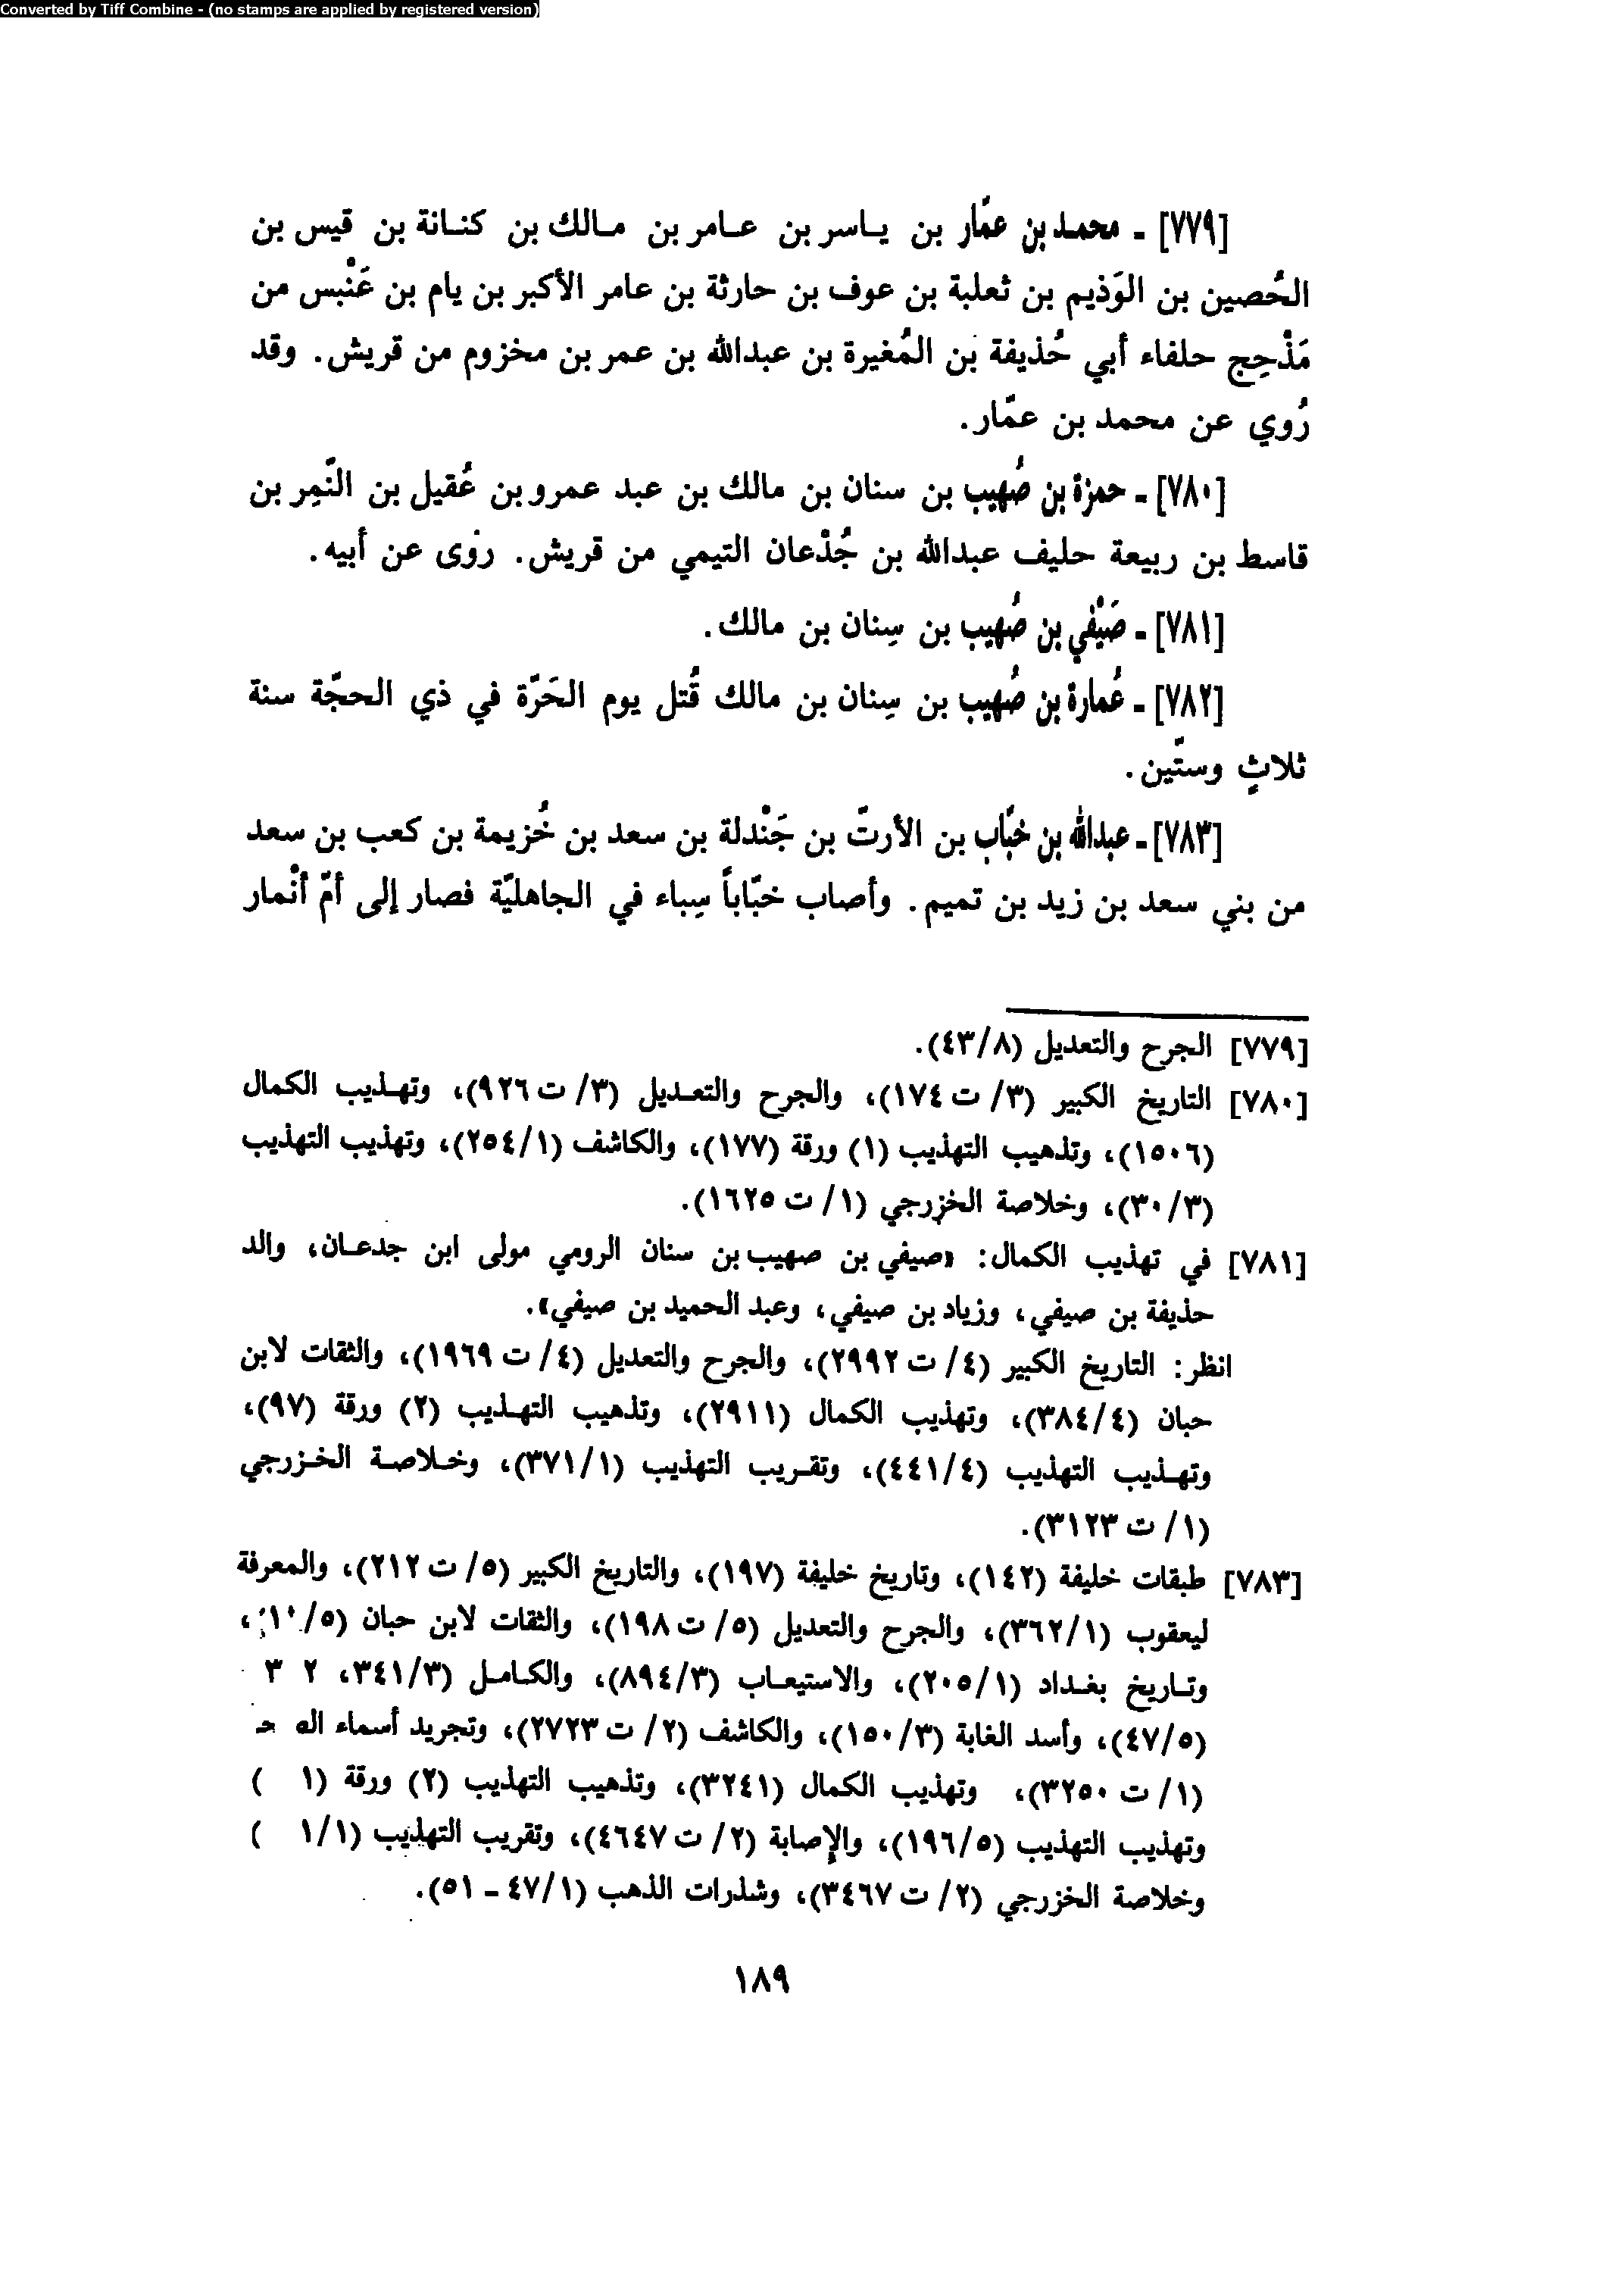 Converted by Tiff Combine - (no stamps are applied by registered version)
[٧٧٩] ـ محمد بن عمّار بن ياسر بن عامر بن مالك بن كنانة بن قيس بن
الحُصين بن الوَذيم بن ثعلبة بن عوف بن حارثة بن عامر الأكبر بن يام بن عَنْبس من
مَذْحِج حلفاء أبي حُذيفة بن المُغيرة بن عبدالله بن عمر بن مخزوم من قريش. وقد
رُوي عن محمد بن عمّار.
[٧٨٠] ـ حمزة بن صُهيب بن سنان بن مالك بن عبد عمرو بن عُقيل بن النّمِر بن
قاسط بن ربيعة حليف عبدالله بن جُدْعان التيمي من قريش. روٰى عن أبيه.
[٧٨١] ـ صَيْفي بن صُهيب بن سِنان بن مالك.
[٧٨٢] ـ عُمارة بن صُهيب بن سِنان بن مالك قُتل يوم الحَرّة في ذي الحجّة سنة
ثلاثٍ وستّين.
[٧٨٣] ـ عبدالله بن خبّاب بن الأرتّ بن جَنْدلة بن سعد بن خُزيمة بن كعب بن سعد
من بني سعد بن زيد بن تميم. وأصاب خبّاباً سِباء في الجاهليّة فصار إلى أمّ أنْمار
[٧٧٩] الجرح والتعديل (٤٣/٨).
[٧٨٠] التاريخ الكبير (٣/ ت ١٧٤)، والجرح والتعديل (٣/ ت ٩٢٦)، وتهذيب الكمال
(١٥٠٦)، وتذهيب التهذيب (١) ورقة (١٧٧)، والكاشف (٢٥٤/١)، وتهذيب التهذيب
(٣٠/٣)، وخلاصة الخزرجي (١/ ت ١٦٢٥).
[٧٨١] في تهذيب الكمال: «صيفي بن صهيب بن سنان الرومي مولى ابن جدعان، والد
حذيفة بن صيفي، وزياد بن صيفي، وعبد الحميد بن صيفي».
انظر: التاريخ الكبير (٤/ ت ٢٩٩٢)، والجرح والتعديل (٤/ ت ١٩٦٩)، والثقات لابن
حبان (٣٨٤/٤)، وتهذيب الكمال (٢٩١١)، وتذهيب التهذيب (٢) ورقة (٩٧)،
وتهذيب التهذيب (٤٤١/٤)، وتقريب التهذيب (٣٧١/١)، وخلاصة الخزرجي
(١/ ت ٣١٢٣).
[٧٨٣] طبقات خليفة (١٤٢)، وتاريخ خليفة (١٩٧)، والتاريخ الكبير (٥/ ت ٢١٢)، والمعرفة
ليعقوب (٣٦٢/١)، والجرح والتعديل (٥/ ت ١٩٨)، والثقات لابن حبان
وتاريخ بغداد (٢٠٥/١)، والاستيعاب (٨٩٤/٣)، والكامل (٣٤١/٣،
(٤٧/٥)، وأسد الغابة (١٥٠/٣)، والكاشف (٢/ ت ٢٧٢٣)، وتجريد أسماء
(١/ ت ٣٢٥٠)، وتهذيب الكمال (٣٢٤١)، وتذهيب التهذيب (٢) ورقة
وتهذيب التهذيب (١٩٦/٥)، والإصابة (٢/ ت ٤٦٤٧)، وتقريب التهذيب
وخلاصة الخزرجي (٢/ ت ٣٤٦٧)، وشذرات الذهب (٤٧/١ ـ ٥١).
١٨٩